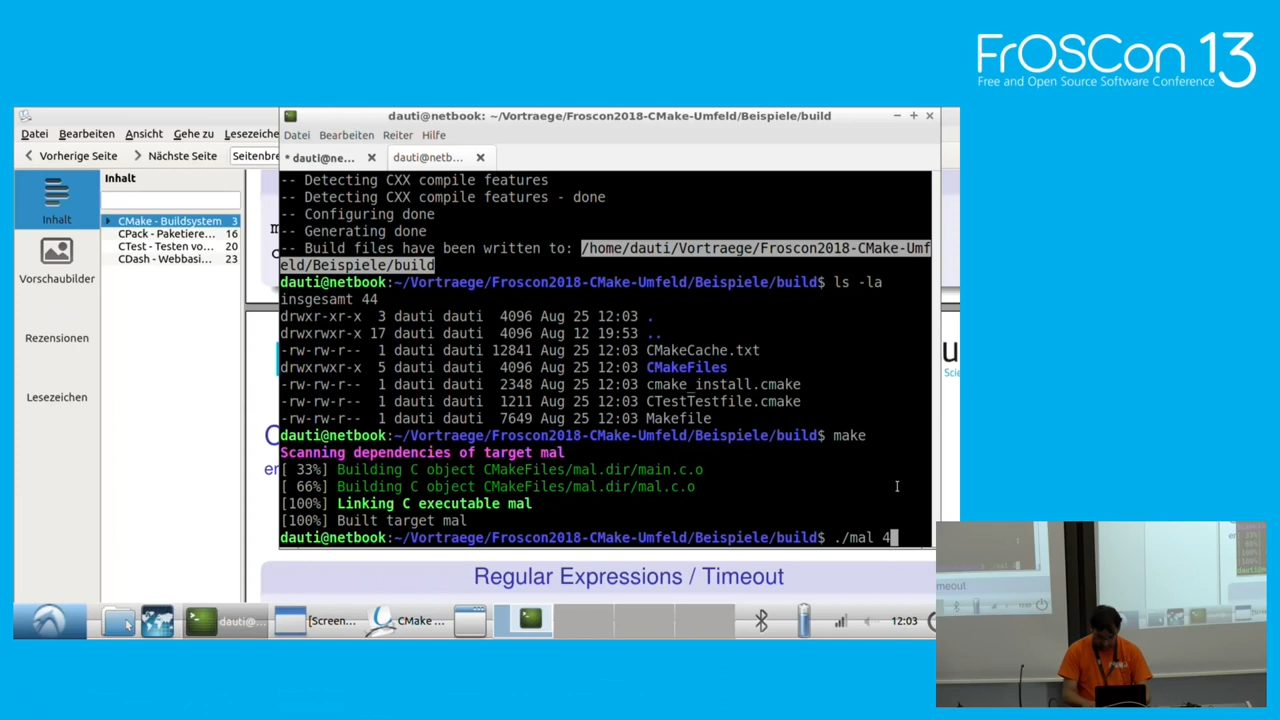 FrOSCon 13
Free and Open Source Software Conference
dauti@netbook: ~/Vortraege/Froscon2018-CMake-Umfeld/Beispiele/build
Datei Bearbeiten Ansicht Gehe zu Lesezeiche
Vorherige Seite Nächste Seite Seitenbre
Inhalt
Vorschaubilder
Rezensionen
Lesezeichen
Inhalt
CMake - Buildsystem 3
CPack - Paketiere... 16
CTest - Testen vo... 20
CDash - Webbasi... 23
Datei Bearbeiten Reiter Hilfe
* dauti@ne... dauti@netb...
-- Detecting CXX compile features
-- Detecting CXX compile features - done
-- Configuring done
-- Generating done
-- Build files have been written to: /home/dauti/Vortraege/Froscon2018-CMake-Umf
eld/Beispiele/build
dauti@netbook:~/Vortraege/Froscon2018-CMake-Umfeld/Beispiele/build$ ls -la
insgesamt 44
drwxr-xr-x 3 dauti dauti 4096 Aug 25 12:03 .
drwxrwxr-x 17 dauti dauti 4096 Aug 12 19:53 ..
-rw-rw-r-- 1 dauti dauti 12841 Aug 25 12:03 CMakeCache.txt
drwxrwxr-x 5 dauti dauti 4096 Aug 25 12:03 CMakeFiles
-rw-rw-r-- 1 dauti dauti 2348 Aug 25 12:03 cmake_install.cmake
-rw-rw-r-- 1 dauti dauti 1211 Aug 25 12:03 CTestTestfile.cmake
-rw-rw-r-- 1 dauti dauti 7649 Aug 25 12:03 Makefile
dauti@netbook:~/Vortraege/Froscon2018-CMake-Umfeld/Beispiele/build$ make
Scanning dependencies of target mal
[ 33%] Building C object CMakeFiles/mal.dir/main.c.o
[ 66%] Building C object CMakeFiles/mal.dir/mal.c.o
[100%] Linking C executable mal
[100%] Built target mal
dauti@netbook:~/Vortraege/Froscon2018-CMake-Umfeld/Beispiele/build$ ./mal 4
Regular Expressions / Timeout
dauti@... [Screen... CMake ... 12:03